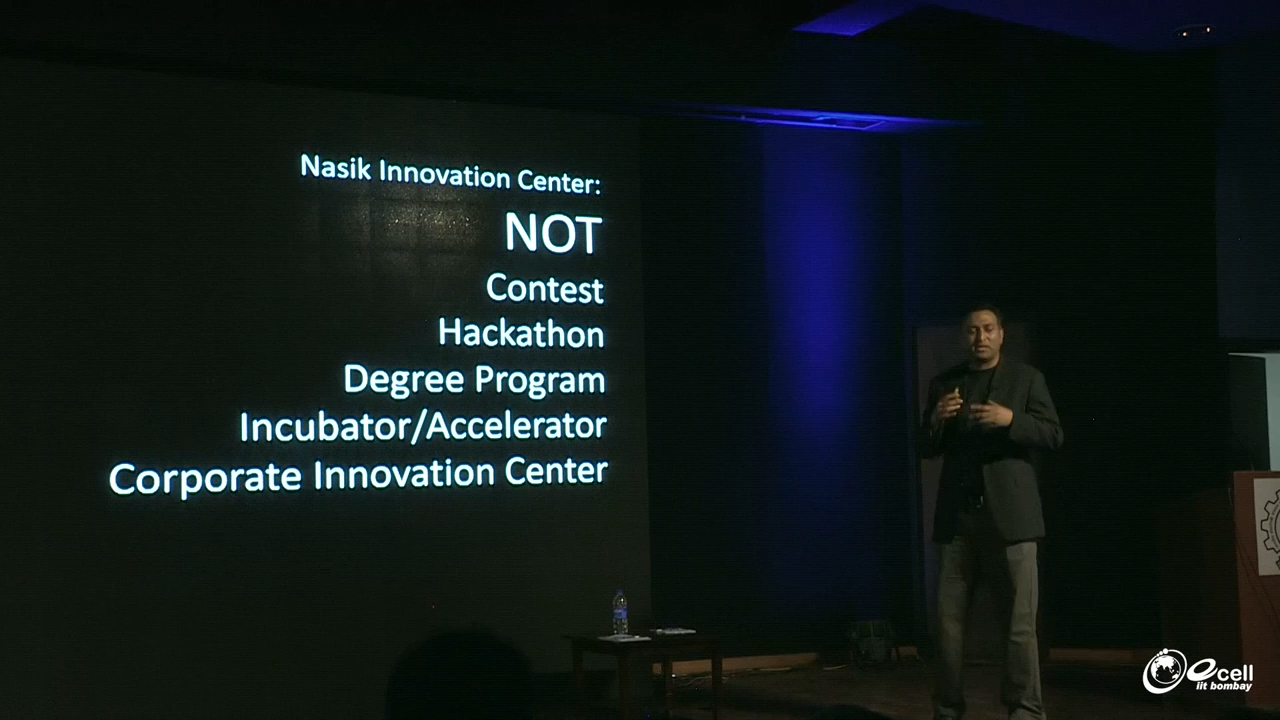 Nasik Innovation Center:
NOT
Contest
Hackathon
Degree Program
Incubator/Accelerator
Corporate Innovation Center
ecell
iit bombay